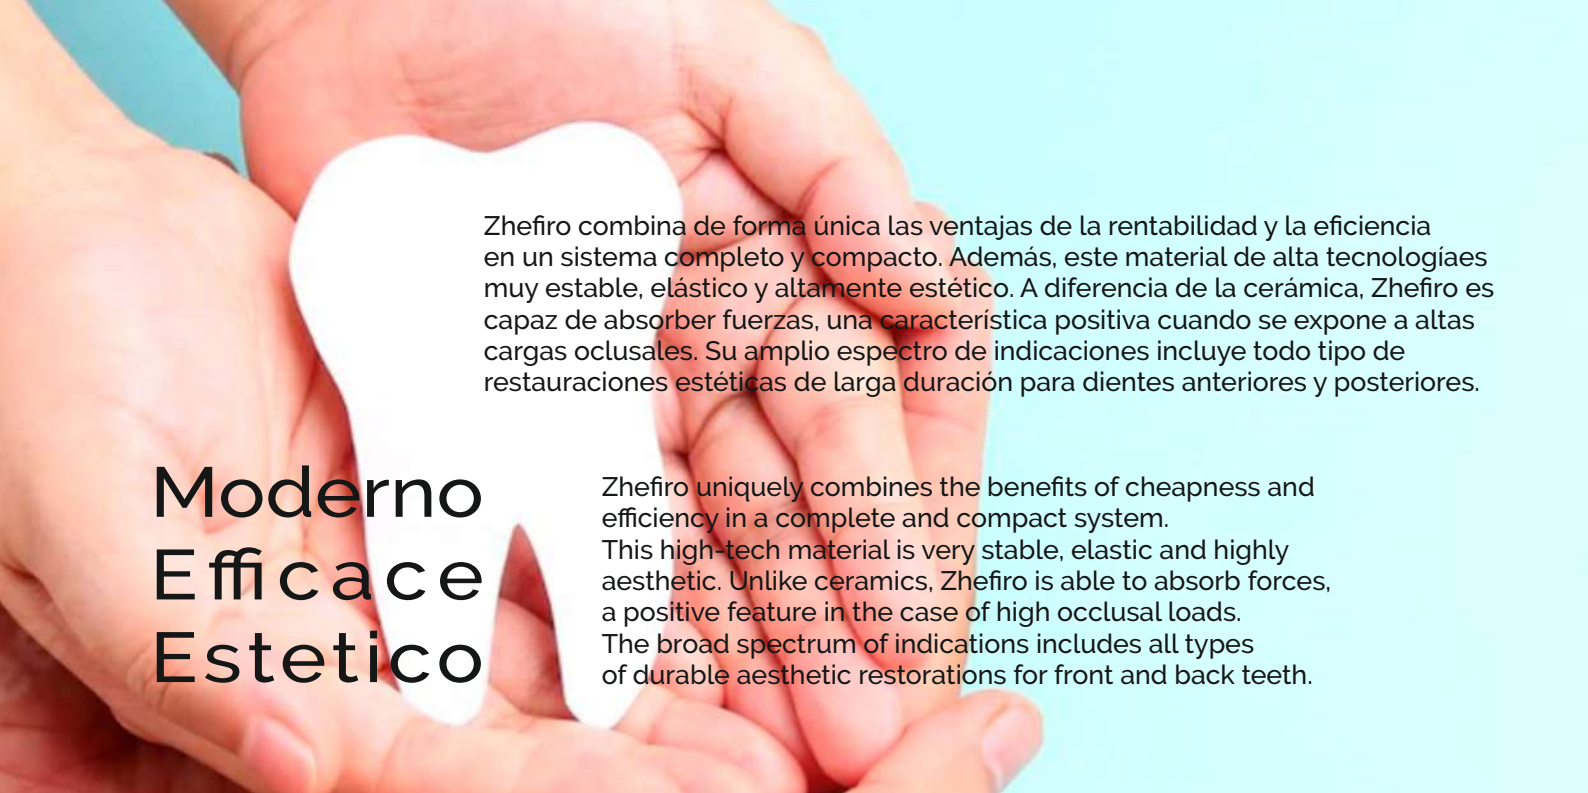 Zhefiro combina de forma única las ventajas de la rentabilidad y la eficiencia
en un sistema completo y compacto. Además, este material de alta tecnologíaes
muy estable, elástico y altamente estético. A diferencia de la cerámica, Zhefiro es
capaz de absorber fuerzas, una característica positiva cuando se expone a altas
cargas oclusales. Su amplio espectro de indicaciones incluye todo tipo de
restauraciones estéticas de larga duración para dientes anteriores y posteriores.
Moderno
Efficace
Estetico
Zhefiro uniquely combines the benefits of cheapness and
efficiency in a complete and compact system.
This high-tech material is very stable, elastic and highly
aesthetic. Unlike ceramics, Zhefiro is able to absorb forces,
a positive feature in the case of high occlusal loads.
The broad spectrum of indications includes all types
of durable aesthetic restorations for front and back teeth.